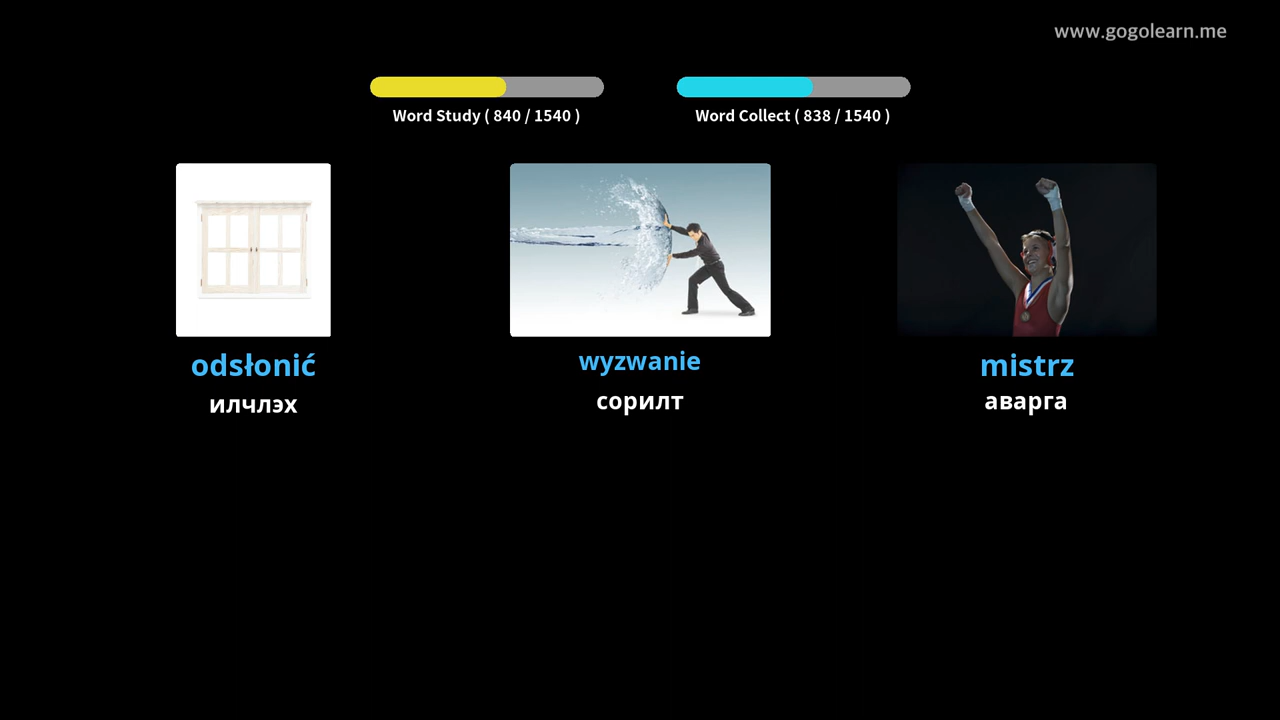 www.gogolearn.me
Word Study ( 840 / 1540 )
Word Collect ( 838 / 1540 )
odsłonić
илчлэх
wyzwanie
сорилт
mistrz
аварга